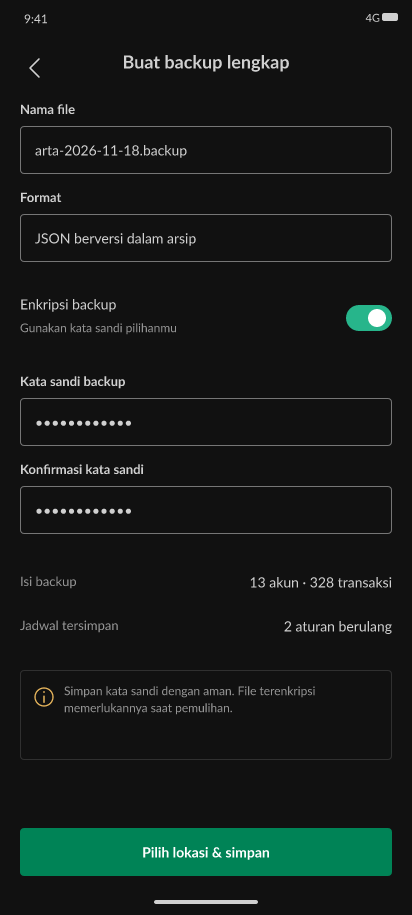 9:41
4G
Buat backup lengkap
Nama file
arta-2026-11-18.backup
Format
JSON berversi dalam arsip
Enkripsi backup
Gunakan kata sandi pilihanmu
Kata sandi backup
••••••••••••
Konfirmasi kata sandi
••••••••••••
Isi backup
13 akun · 328 transaksi
Jadwal tersimpan
2 aturan berulang
Simpan kata sandi dengan aman. File terenkripsi
memerlukannya saat pemulihan.
Pilih lokasi & simpan